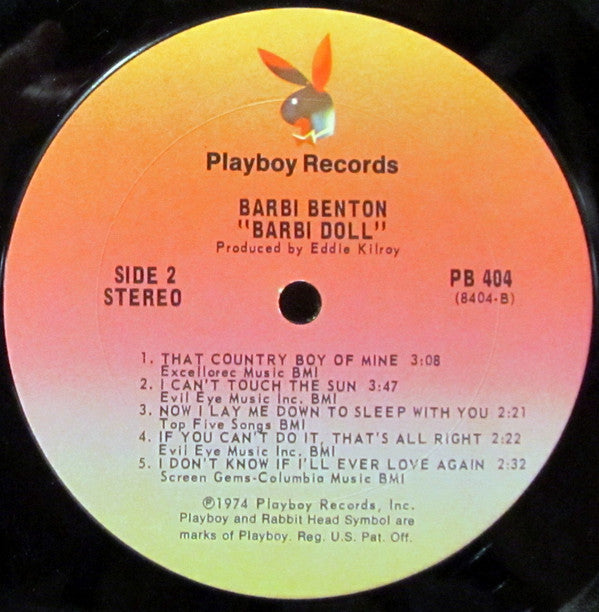 Playboy Records
BARBI BENTON
"BARBI DOLL"
Produced by Eddie Kilroy
SIDE 2
STEREO
PB 404
(8404-B)
1. THAT COUNTRY BOY OF MINE 3:08
Excellorec Music BMI
2. I CAN'T TOUCH THE SUN 3:47
Evil Eye Music Inc. BMI
3. NOW I LAY ME DOWN TO SLEEP WITH YOU 2:21
Top Five Songs BMI
4. IF YOU CAN'T DO IT, THAT'S ALL RIGHT 2:22
Evil Eye Music Inc. BMI
5. I DON'T KNOW IF I'LL EVER LOVE AGAIN 2:32
Screen Gems-Columbia Music BMI
℗1974 Playboy Records, Inc.
Playboy and Rabbit Head Symbol are
marks of Playboy. Reg. U.S. Pat. Off.